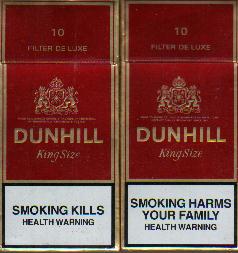 10
FILTER DE LUXE
DUNHILL
King Size
SMOKING KILLS
HEALTH WARNING
10
FILTER DE LUXE
DUNHILL
King Size
SMOKING HARMS
YOUR FAMILY
HEALTH WARNING